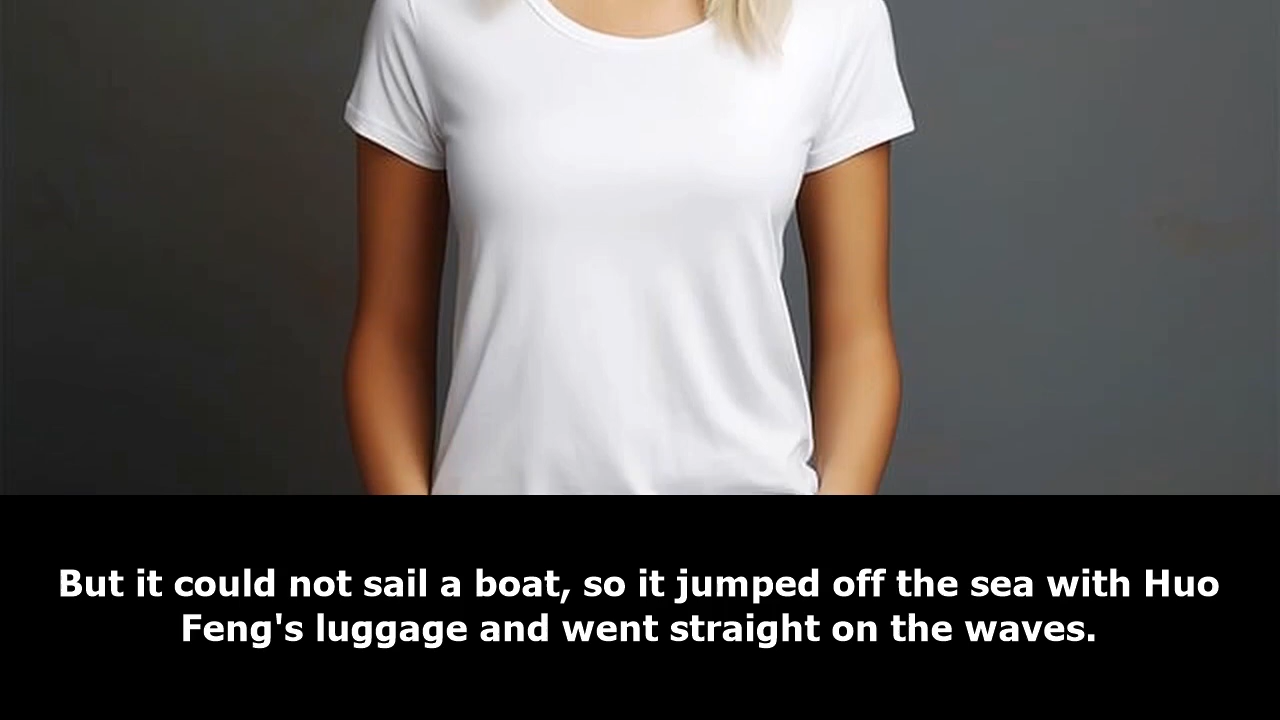 But it could not sail a boat, so it jumped off the sea with Huo
Feng's luggage and went straight on the waves.